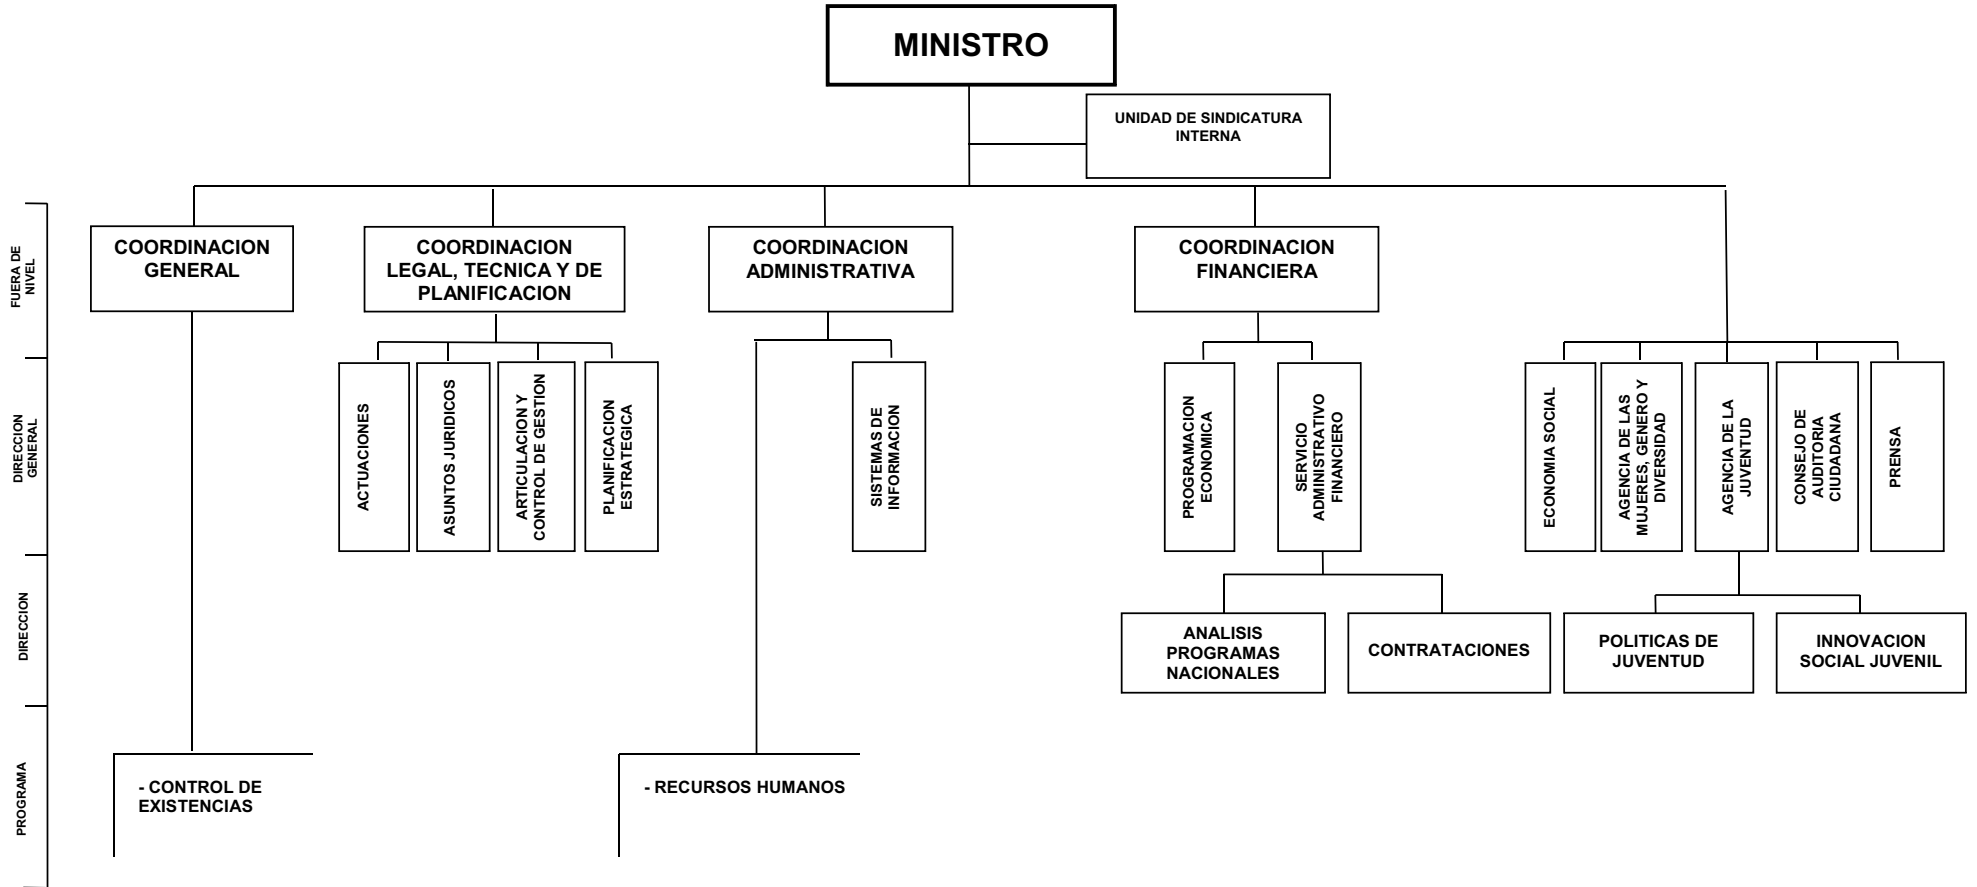 MINISTRO
UNIDAD DE SINDICATURA
INTERNA
FUERA DE
NIVEL
COORDINACION
GENERAL
COORDINACION
LEGAL, TECNICA Y DE
PLANIFICACION
COORDINACION
ADMINISTRATIVA
COORDINACION
FINANCIERA
DIRECCION
GENERAL
ACTUACIONES
ASUNTOS JURIDICOS
ARTICULACION Y
CONTROL DE GESTION
PLANIFICACION
ESTRATEGICA
SISTEMAS DE
INFORMACION
PROGRAMACION
ECONOMICA
SERVICIO
ADMINISTRATIVO
FINANCIERO
ECONOMIA SOCIAL
AGENCIA DE LAS
MUJERES, GENERO Y
DIVERSIDAD
AGENCIA DE LA
JUVENTUD
CONSEJO DE
AUDITORIA
CIUDADANA
PRENSA
DIRECCION
ANALISIS
PROGRAMAS
NACIONALES
CONTRATACIONES
POLITICAS DE
JUVENTUD
INNOVACION
SOCIAL JUVENIL
PROGRAMA
- CONTROL DE
EXISTENCIAS
- RECURSOS HUMANOS